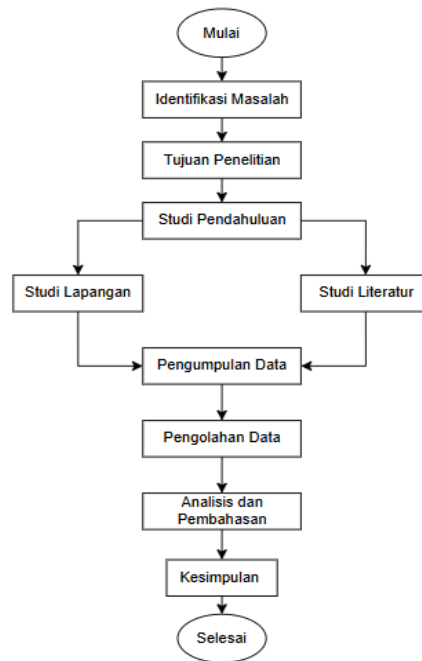 Mulai
Identifikasi Masalah
Tujuan Penelitian
Studi Pendahuluan
Studi Lapangan
Studi Literatur
Pengumpulan Data
Pengolahan Data
Analisis dan
Pembahasan
Kesimpulan
Selesai